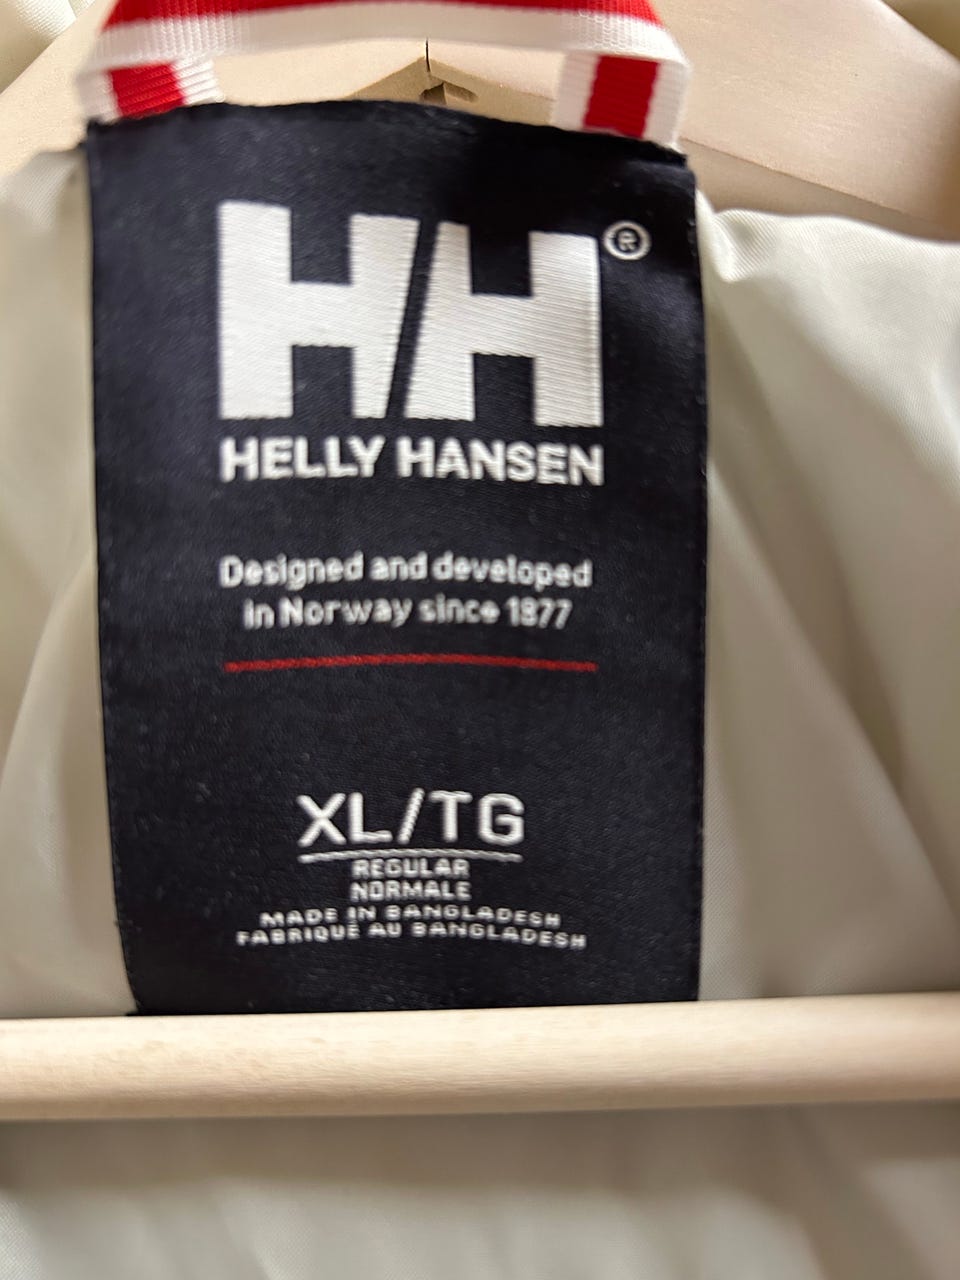 HH®
HELLY HANSEN
Designed and developed
in Norway since 1877
XL/TG
REGULAR
NORMALE
MADE IN BANGLADESH
FABRIQUÉ AU BANGLADESH